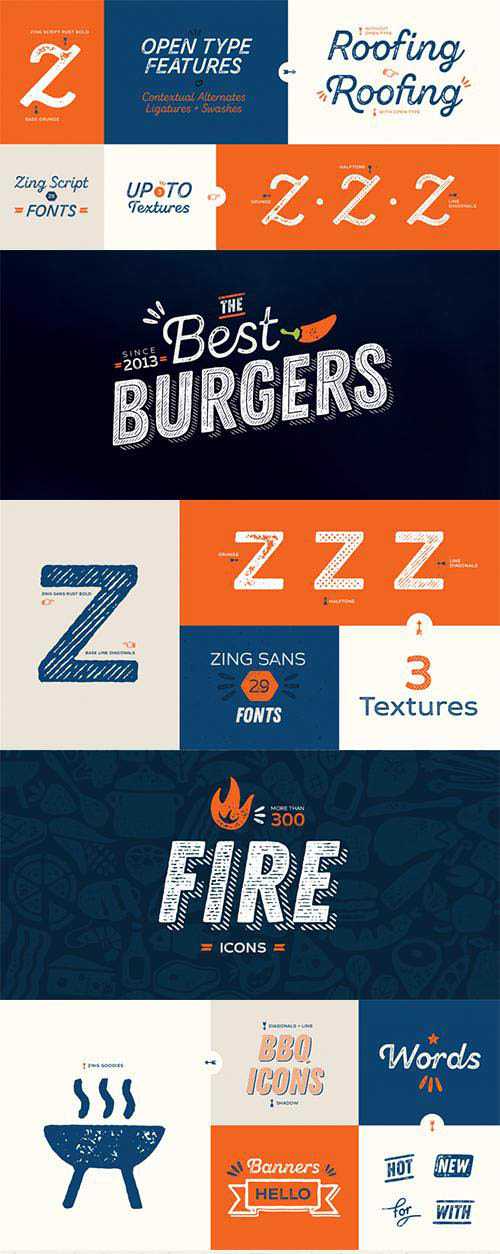 ZING SCRIPT RUST BOLD
Z
BASE GRUNGE
OPEN TYPE
FEATURES
Contextual Alternates
Ligatures + Swashes
WITHOUT
OPEN TYPE
Roofing
Roofing
WITH OPEN TYPE
Zing Script
FONTS
UP TO
3
Textures
GRUNGE
HALFTONE
LINE
DIAGONALS
Z
Z
Z
THE
Best
SINCE
2013
BURGERS
Z
ZING SANS RUST BOLD
BASE LINE DIAGONALS
GRUNGE
Z Z Z
LINE
DIAGONALS
HALFTONE
ZING SANS
29
FONTS
3
Textures
MORE THAN
300
FIRE
ICONS
ZING GOODIES
DIAGONALS + LINE
BBQ
ICONS
SHADOW
Words
Banners
HELLO
HOT
NEW
for
WITH